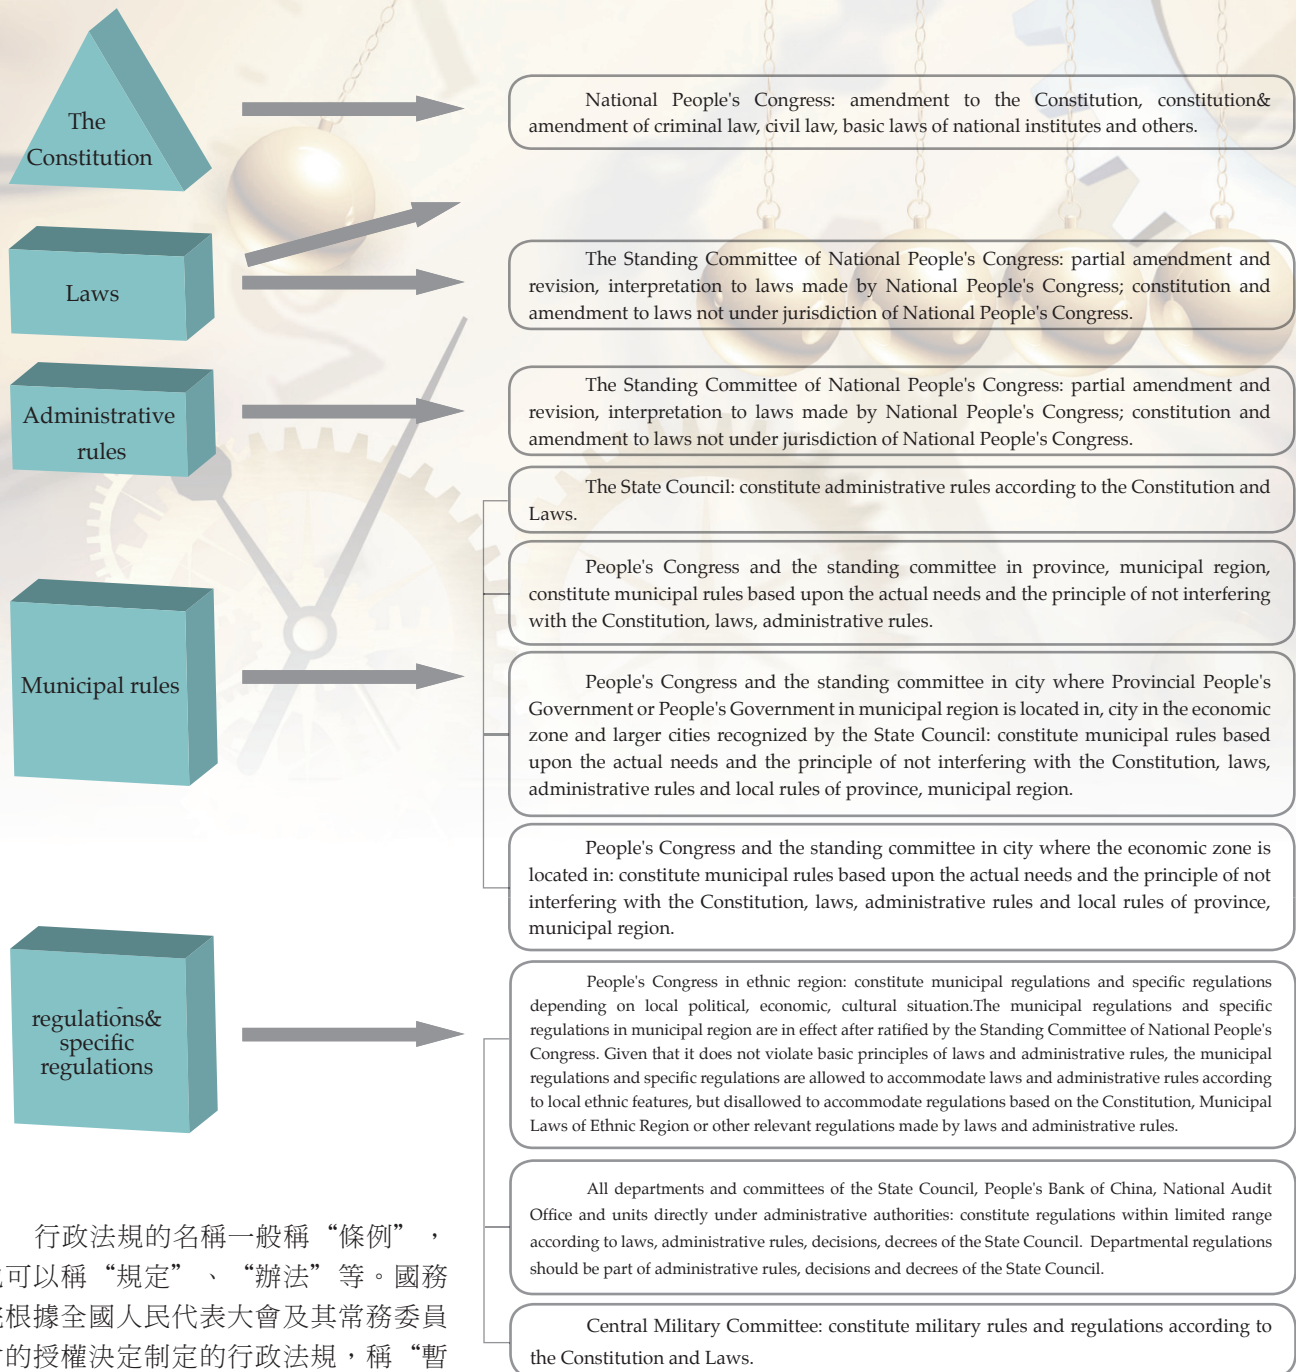 The
Constitution
National People's Congress: amendment to the Constitution, constitution&
amendment of criminal law, civil law, basic laws of national institutes and others.
Laws
The Standing Committee of National People's Congress: partial amendment and
revision, interpretation to laws made by National People's Congress; constitution and
amendment to laws not under jurisdiction of National People's Congress.
Administrative
rules
The Standing Committee of National People's Congress: partial amendment and
revision, interpretation to laws made by National People's Congress; constitution and
amendment to laws not under jurisdiction of National People's Congress.
The State Council: constitute administrative rules according to the Constitution and
Laws.
People's Congress and the standing committee in province, municipal region,
constitute municipal rules based upon the actual needs and the principle of not interfering
with the Constitution, laws, administrative rules.
Municipal rules
People's Congress and the standing committee in city where Provincial People's
Government or People's Government in municipal region is located in, city in the economic
zone and larger cities recognized by the State Council: constitute municipal rules based
upon the actual needs and the principle of not interfering with the Constitution, laws,
administrative rules and local rules of province, municipal region.
People's Congress and the standing committee in city where the economic zone is
located in: constitute municipal rules based upon the actual needs and the principle of not
interfering with the Constitution, laws, administrative rules and local rules of province,
municipal region.
regulations&
specific
regulations
People's Congress in ethnic region: constitute municipal regulations and specific regulations
depending on local political, economic, cultural situation.The municipal regulations and specific
regulations in municipal region are in effect after ratified by the Standing Committee of National People's
Congress. Given that it does not violate basic principles of laws and administrative rules, the municipal
regulations and specific regulations are allowed to accommodate laws and administrative rules according
to local ethnic features, but disallowed to accommodate regulations based on the Constitution, Municipal
Laws of Ethnic Region or other relevant regulations made by laws and administrative rules.
All departments and committees of the State Council, People's Bank of China, National Audit
Office and units directly under administrative authorities: constitute regulations within limited range
according to laws, administrative rules, decisions, decrees of the State Council. Departmental regulations
should be part of administrative rules, decisions and decrees of the State Council.
Central Military Committee: constitute military rules and regulations according to
the Constitution and Laws.
行政法規的名稱一般稱“條例”，
也可以稱“規定”、“辦法”等。國務
院根據全國人民代表大會及其常務委員
會的授權決定制定的行政法規，稱“暫